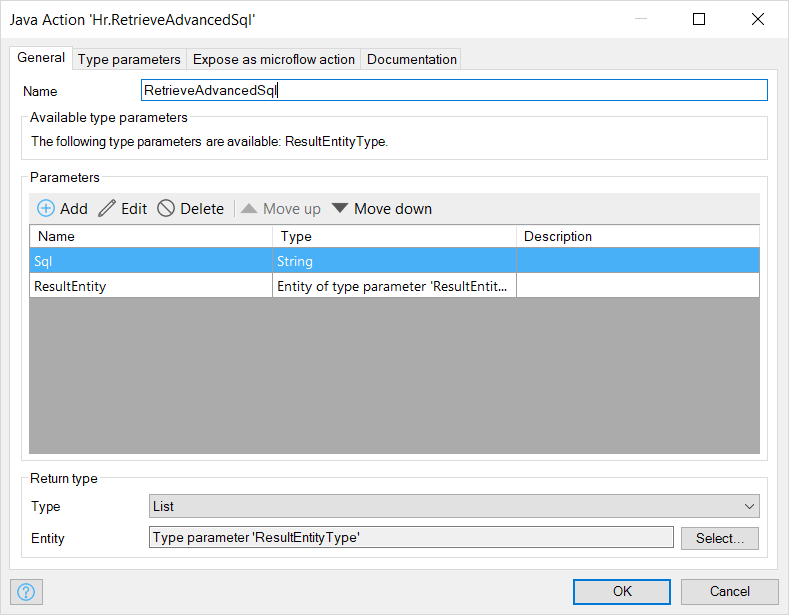 Java Action 'Hr.RetrieveAdvancedSql'
General Type parameters Expose as microflow action Documentation
Name RetrieveAdvancedSql
Available type parameters
The following type parameters are available: ResultEntityType.
Parameters
Add Edit Delete Move up Move down
Name Type Description
Sql String
ResultEntity Entity of type parameter 'ResultEntit...
Return type
Type List
Entity Type parameter 'ResultEntityType' Select...
? OK Cancel